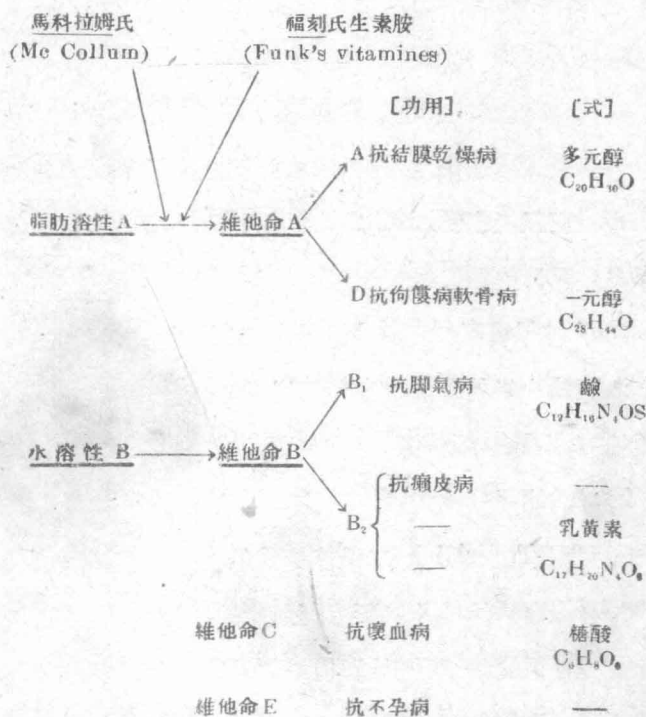 馬科拉姆氏 福刻氏生素胺
(Mc Collum) (Funk's vitamines)
[功用] [式]
A 抗結膜乾燥病 多元醇
C₂₀H₃₀O
脂肪溶性A 維他命A
D 抗佝僂病軟骨病 一元醇
C₂₈H₄₄O
B₁ 抗脚氣病 鹼
C₁₂H₁₆N₄OS
水溶性 B 維他命B
抗癩皮病 —
B₂ — 乳黃素
— C₁₇H₂₀N₄O₆
維他命C 抗壞血病 糖酸
C₆H₈O₆
維他命E 抗不孕病 —